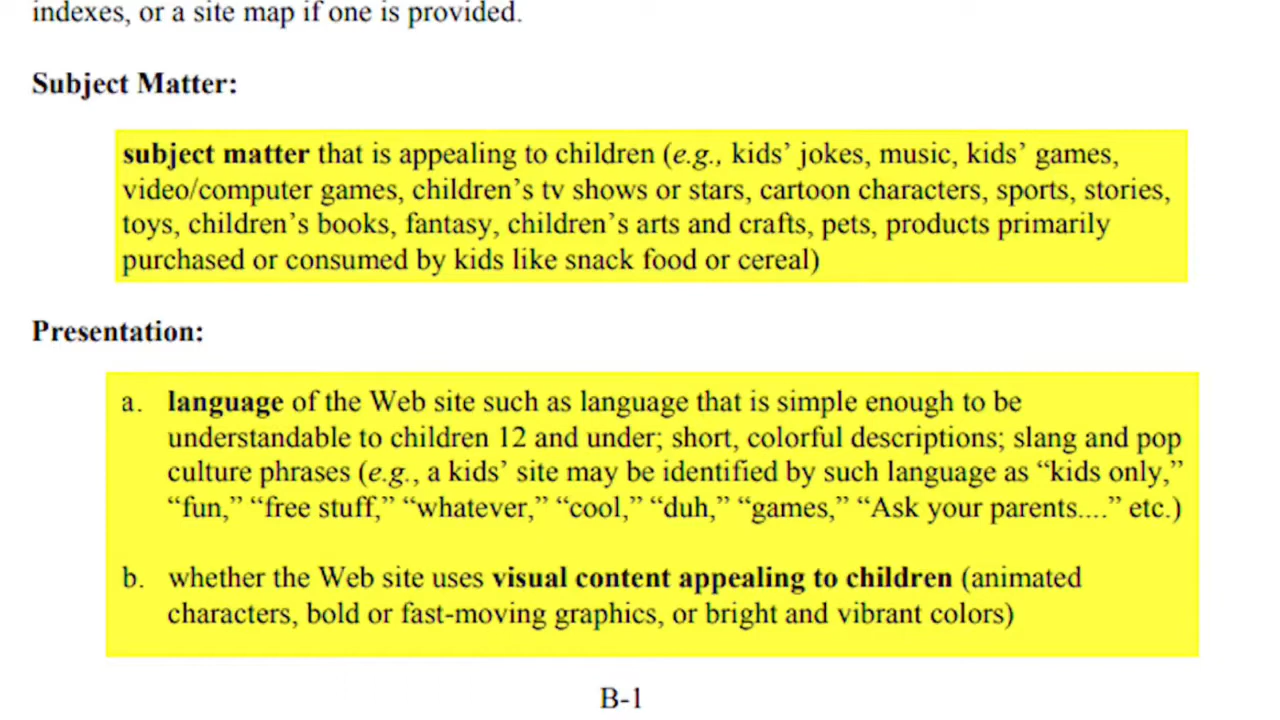 indexes, or a site map if one is provided.
Subject Matter:
subject matter that is appealing to children (e.g., kids’ jokes, music, kids’ games,
video/computer games, children’s tv shows or stars, cartoon characters, sports, stories,
toys, children’s books, fantasy, children’s arts and crafts, pets, products primarily
purchased or consumed by kids like snack food or cereal)
Presentation:
a. language of the Web site such as language that is simple enough to be
understandable to children 12 and under; short, colorful descriptions; slang and pop
culture phrases (e.g., a kids’ site may be identified by such language as “kids only,”
“fun,” “free stuff,” “whatever,” “cool,” “duh,” “games,” “Ask your parents....” etc.)
b. whether the Web site uses visual content appealing to children (animated
characters, bold or fast-moving graphics, or bright and vibrant colors)
B-1